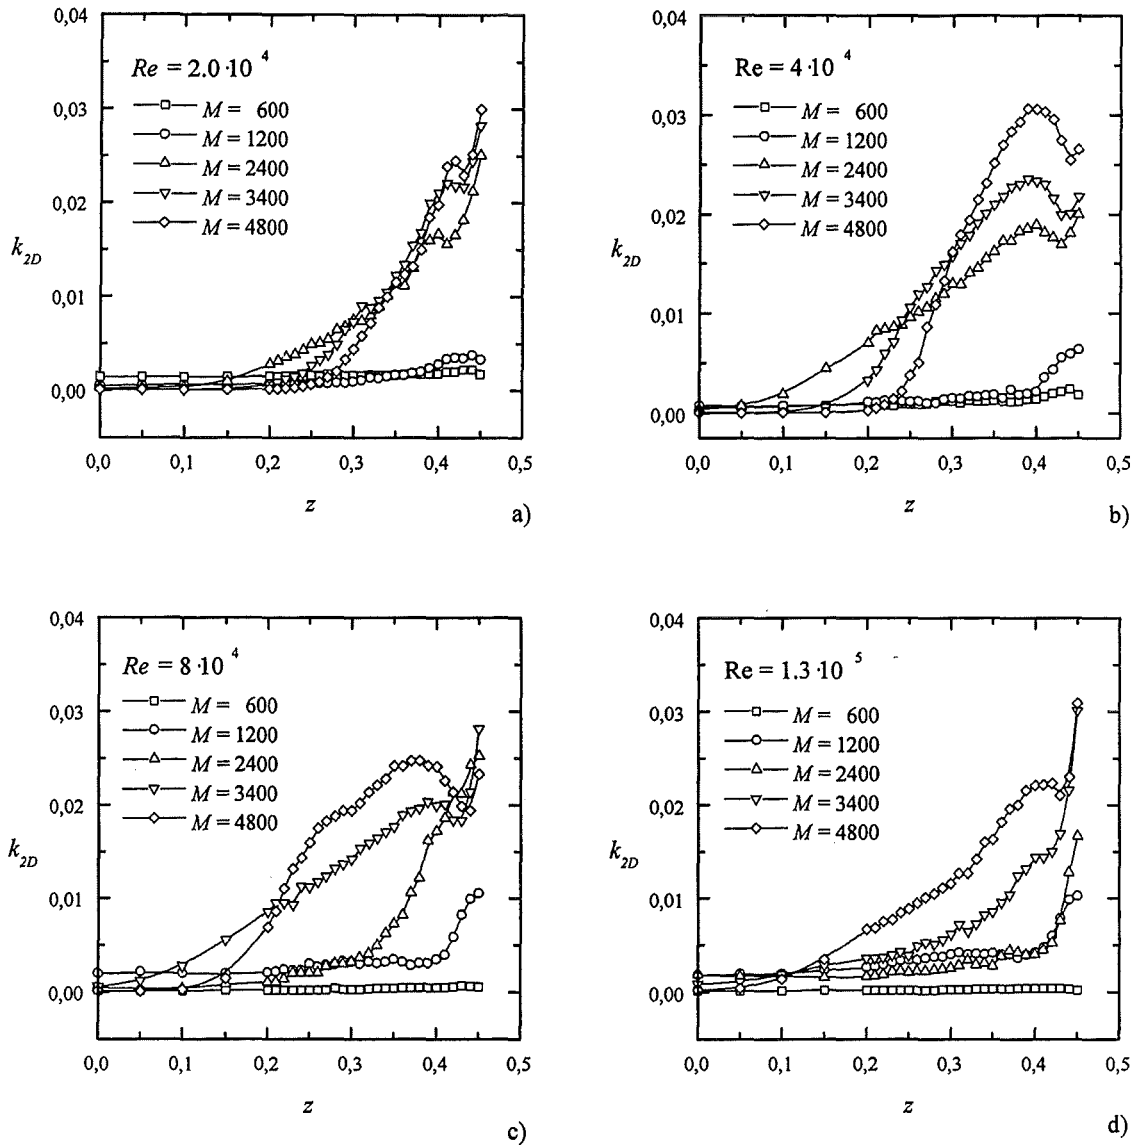 0,04
Re = 2.0·10 4
0,03
M = 600
M = 1200
M = 2400
0,02
M = 3400
M = 4800
k2D
0,01
0,00
0,0 0,1 0,2 0,3 0,4 0,5
z
a)
0,04
Re = 4·10 4
0,03
M = 600
M = 1200
M = 2400
0,02
M = 3400
M = 4800
k2D
0,01
0,00
0,0 0,1 0,2 0,3 0,4 0,5
z
b)
0,04
Re = 8·10 4
0,03
M = 600
M = 1200
M = 2400
0,02
M = 3400
M = 4800
k2D
0,01
0,00
0,0 0,1 0,2 0,3 0,4 0,5
z
c)
0,04
Re = 1.3·10 5
0,03
M = 600
M = 1200
M = 2400
0,02
M = 3400
M = 4800
k2D
0,01
0,00
0,0 0,1 0,2 0,3 0,4 0,5
z
d)